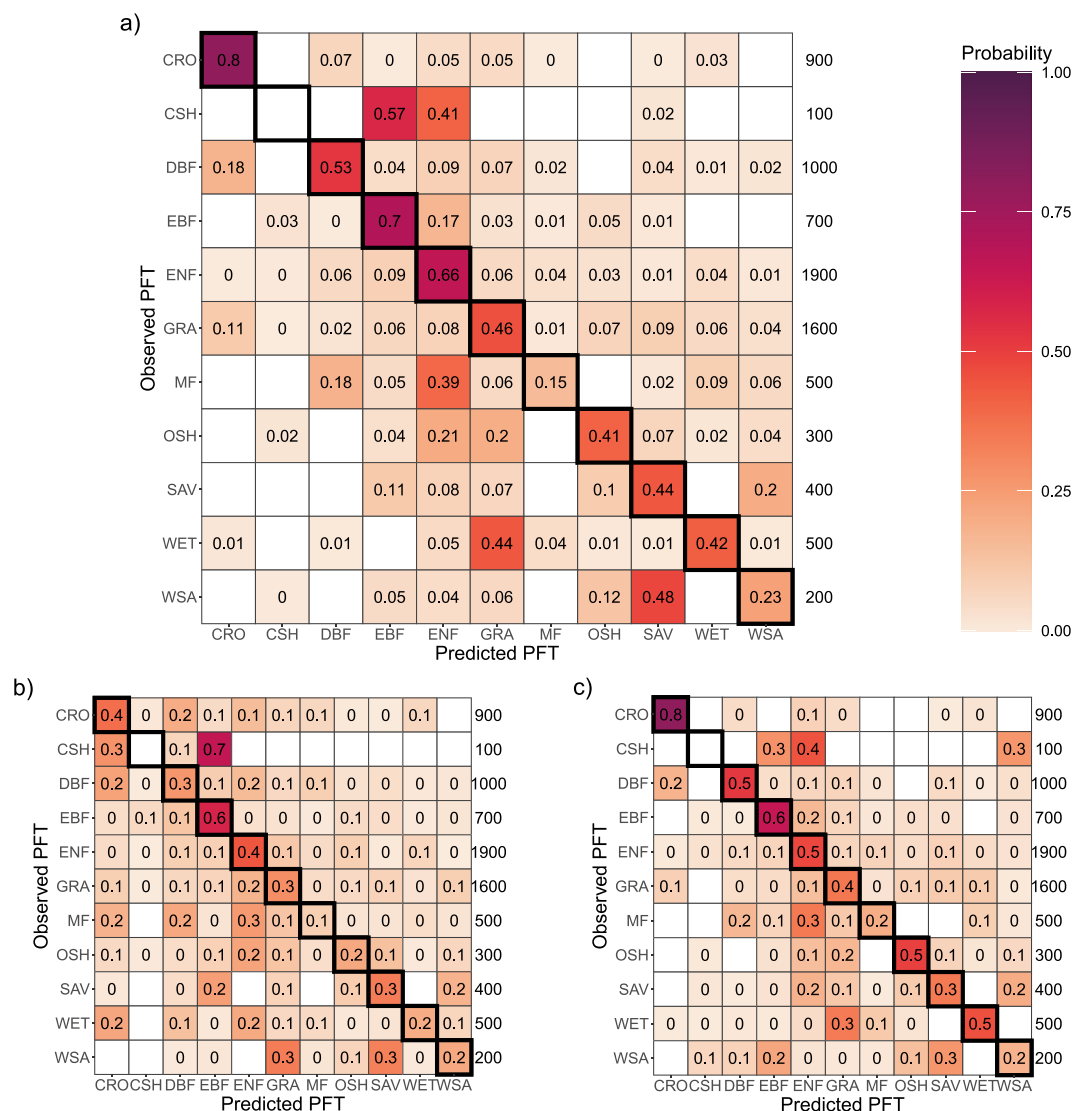 a)
CRO 0.8 0.07 0 0.05 0.05 0 0 0.03 900
CSH 0.57 0.41 0.02 100
DBF 0.18 0.53 0.04 0.09 0.07 0.02 0.04 0.01 0.02 1000
EBF 0.03 0 0.7 0.17 0.03 0.01 0.05 0.01 700
ENF 0 0 0.06 0.09 0.66 0.06 0.04 0.03 0.01 0.04 0.01 1900
GRA 0.11 0 0.02 0.06 0.08 0.46 0.01 0.07 0.09 0.06 0.04 1600
MF 0.18 0.05 0.39 0.06 0.15 0.02 0.09 0.06 500
OSH 0.02 0.04 0.21 0.2 0.41 0.07 0.02 0.04 300
SAV 0.11 0.08 0.07 0.1 0.44 0.2 400
WET 0.01 0.01 0.05 0.44 0.04 0.01 0.01 0.42 0.01 500
WSA 0 0.05 0.04 0.06 0.12 0.48 0.23 200
CRO CSH DBF EBF ENF GRA MF OSH SAV WET WSA
Predicted PFT
Observed PFT
Probability
1.00
0.75
0.50
0.25
0.00
b)
CRO 0.4 0 0.2 0.1 0.1 0.1 0.1 0 0 0.1 900
CSH 0.3 0.1 0.7 100
DBF 0.2 0 0.3 0.1 0.2 0.1 0.1 0 0 0 0 1000
EBF 0 0.1 0.1 0.6 0 0 0 0.1 0 0 0 700
ENF 0 0 0.1 0.1 0.4 0.1 0 0.1 0 0.1 0 1900
GRA 0.1 0 0.1 0.1 0.2 0.3 0 0.1 0.1 0 0.1 1600
MF 0.2 0.2 0 0.3 0.1 0.1 0 0 0 0 500
OSH 0.1 0 0 0.1 0.2 0.1 0 0.2 0.1 0 0.1 300
SAV 0 0 0.2 0 0.1 0.3 0.2 400
WET 0.2 0.1 0 0.2 0.1 0.1 0 0 0.2 0.1 500
WSA 0 0 0.3 0 0.1 0.3 0.2 200
CRO CSH DBF EBF ENF GRA MF OSH SAV WET WSA
Predicted PFT
Observed PFT
c)
CRO 0.8 0 0.1 0 0 0 900
CSH 0.3 0.4 0.3 100
DBF 0.2 0.5 0 0.1 0.1 0 0.1 0 0 1000
EBF 0 0 0.6 0.2 0.1 0 0 0 0 700
ENF 0 0 0.1 0.1 0.5 0.1 0.1 0 0.1 0 0 1900
GRA 0.1 0 0 0.1 0.4 0 0.1 0.1 0.1 0 1600
MF 0.2 0.1 0.3 0.1 0.2 0.1 0 500
OSH 0 0 0.1 0.2 0.5 0.1 0 0.1 300
SAV 0 0 0 0.2 0.1 0 0.1 0.3 0.2 400
WET 0 0 0 0 0 0.3 0.1 0 0.5 500
WSA 0.1 0.1 0.2 0 0 0 0.1 0.3 0.2 200
CRO CSH DBF EBF ENF GRA MF OSH SAV WET WSA
Predicted PFT
Observed PFT